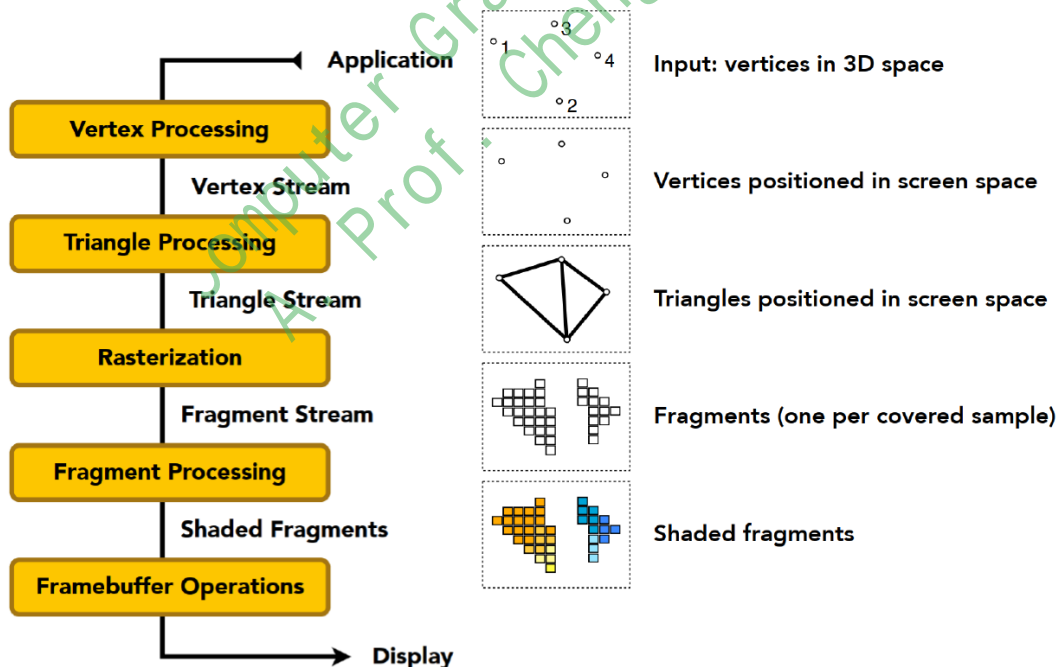 Application
3
1
4
2
Input: vertices in 3D space
Vertex Processing
Vertex Stream
Vertices positioned in screen space
Triangle Processing
Triangle Stream
Triangles positioned in screen space
Rasterization
Fragment Stream
Fragments (one per covered sample)
Fragment Processing
Shaded Fragments
Shaded fragments
Framebuffer Operations
Display
A. Prof. Cheng